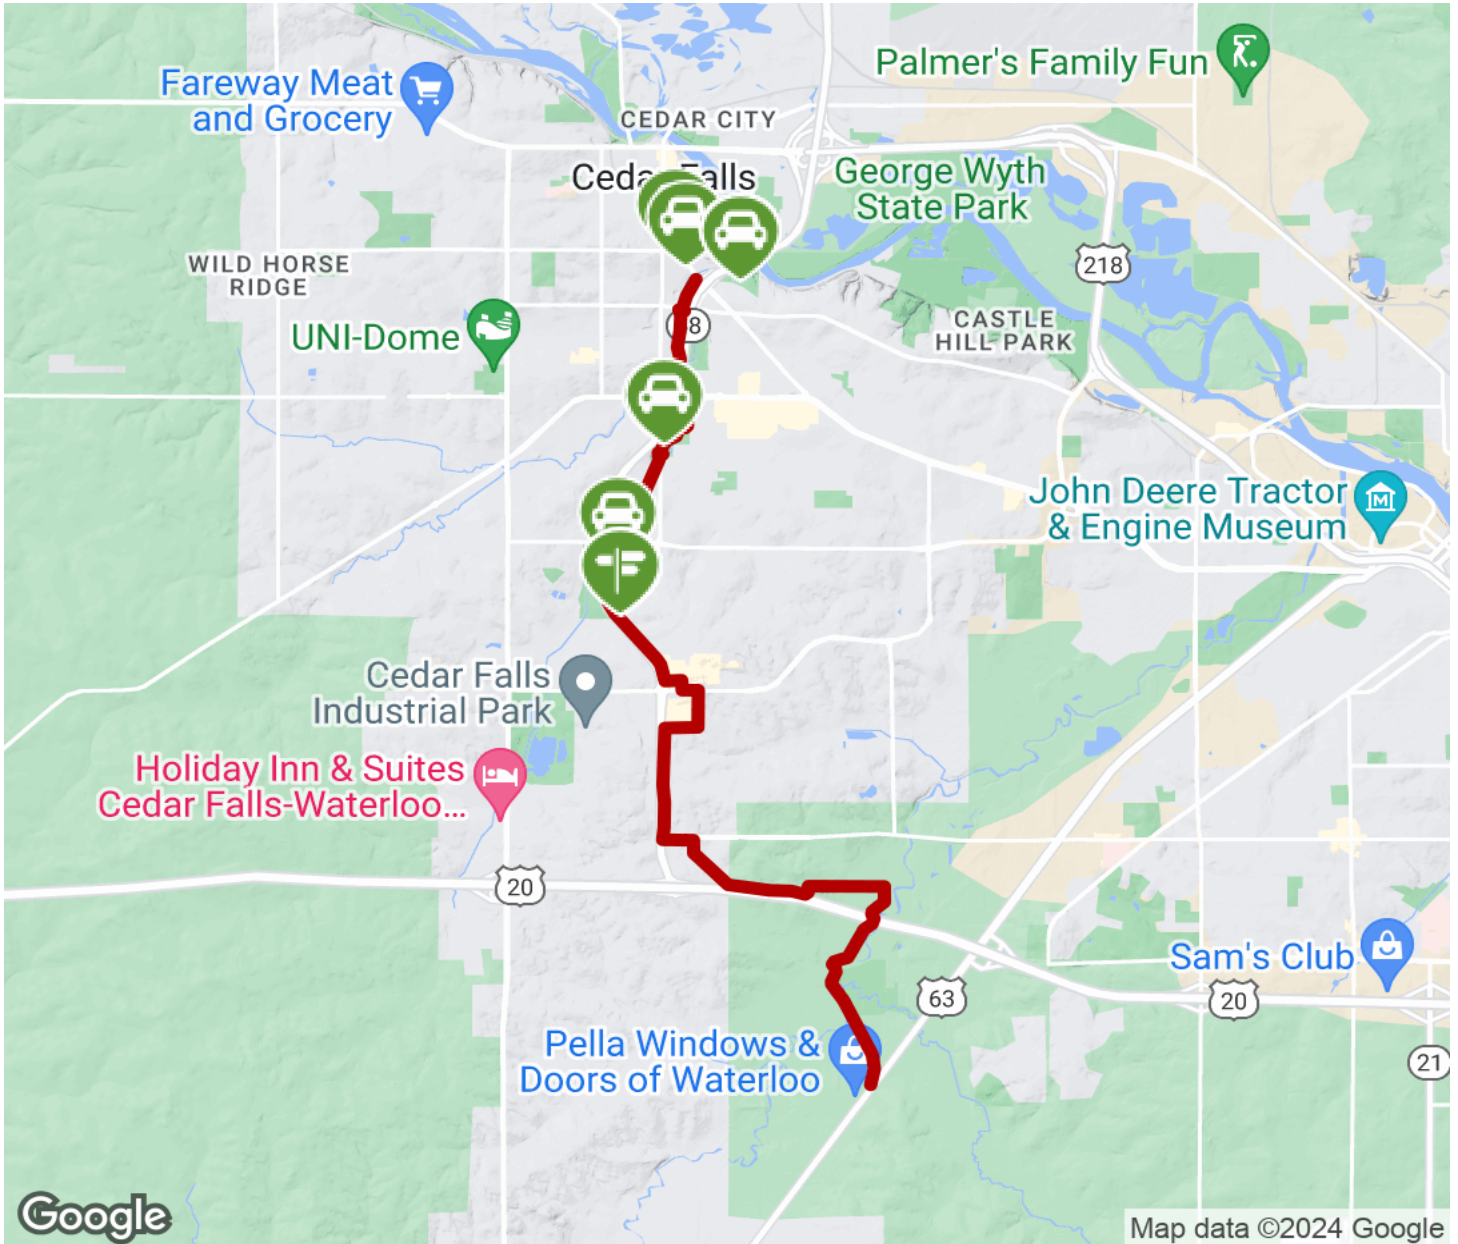 Fareway Meat
and Grocery
Palmer's Family Fun
CEDAR CITY
Cedar Falls
George Wyth
State Park
218
WILD HORSE
RIDGE
UNI-Dome
CASTLE
HILL PARK
John Deere Tractor
& Engine Museum
M
Cedar Falls
Industrial Park
Holiday Inn & Suites
Cedar Falls-Waterloo...
20
Sam's Club
63
20
Pella Windows &
Doors of Waterloo
21
Google
Map data ©2024 Google